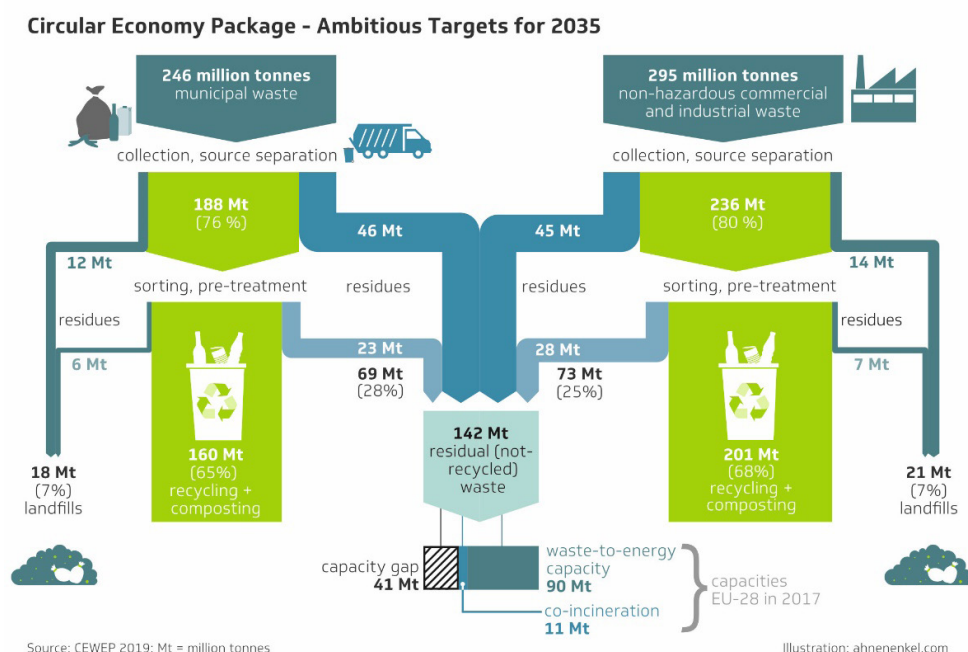 Circular Economy Package - Ambitious Targets for 2035
246 million tonnes
municipal waste
295 million tonnes
non-hazardous commercial
and industrial waste
collection, source separation
collection, source separation
188 Mt
(76 %)
46 Mt
45 Mt
236 Mt
(80 %)
12 Mt
14 Mt
sorting, pre-treatment
residues
residues
sorting, pre-treatment
residues
residues
6 Mt
23 Mt
28 Mt
7 Mt
69 Mt
(28%)
73 Mt
(25%)
142 Mt
residual (not-
recycled)
waste
160 Mt
(65%)
recycling +
composting
201 Mt
(68%)
recycling +
composting
18 Mt
(7%)
landfills
21 Mt
(7%)
landfills
capacity gap
41 Mt
waste-to-energy
capacity
90 Mt
co-incineration
11 Mt
capacities
EU-28 in 2017
Source: CEWEP 2019; Mt = million tonnes
Illustration: ahnenenkel.com